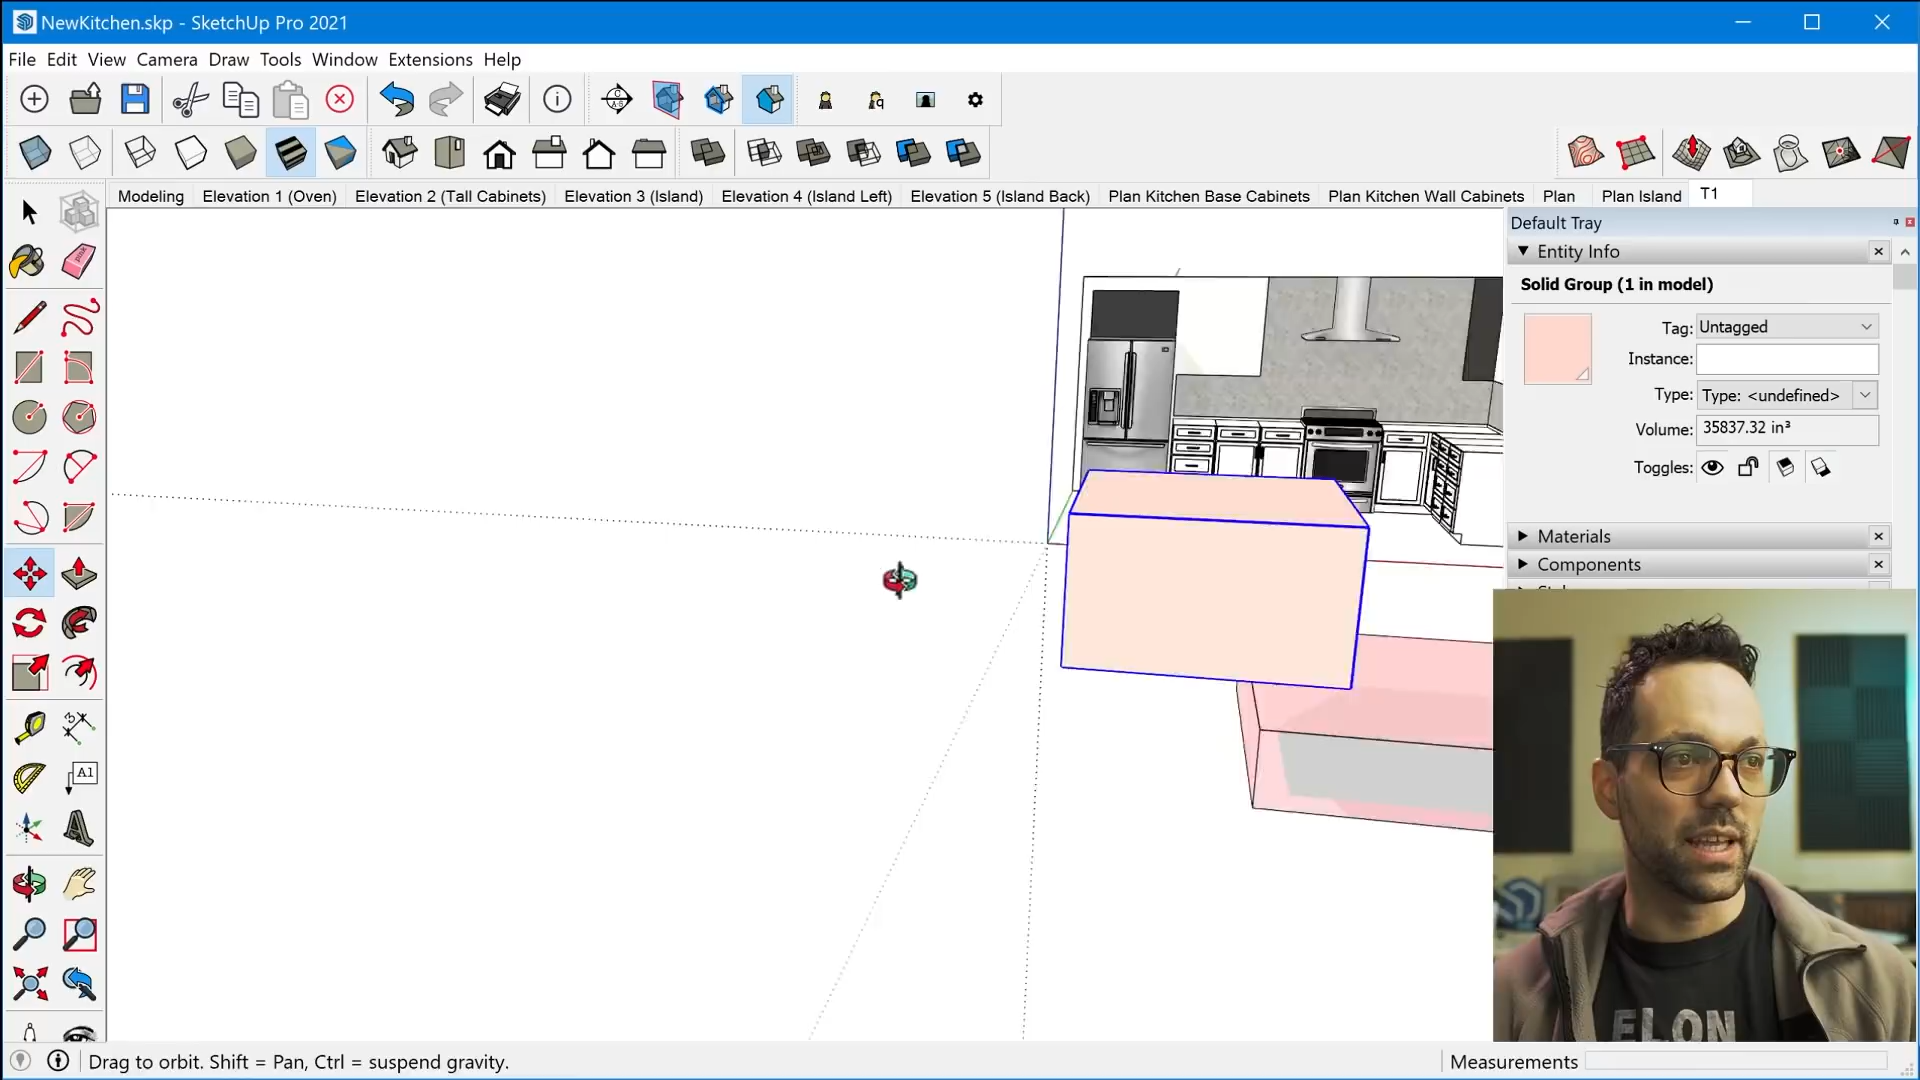 NewKitchen.skp - SketchUp Pro 2021
File Edit View Camera Draw Tools Window Extensions Help
Modeling Elevation 1 (Oven) Elevation 2 (Tall Cabinets) Elevation 3 (Island) Elevation 4 (Island Left) Elevation 5 (Island Back) Plan Kitchen Base Cabinets Plan Kitchen Wall Cabinets Plan Plan Island T1
Default Tray
Entity Info
Solid Group (1 in model)
Tag: Untagged
Instance:
Type: Type: <undefined>
Volume: 35837.32 in³
Toggles:
Materials
Components
A1
ELON
Drag to orbit. Shift = Pan, Ctrl = suspend gravity.
Measurements